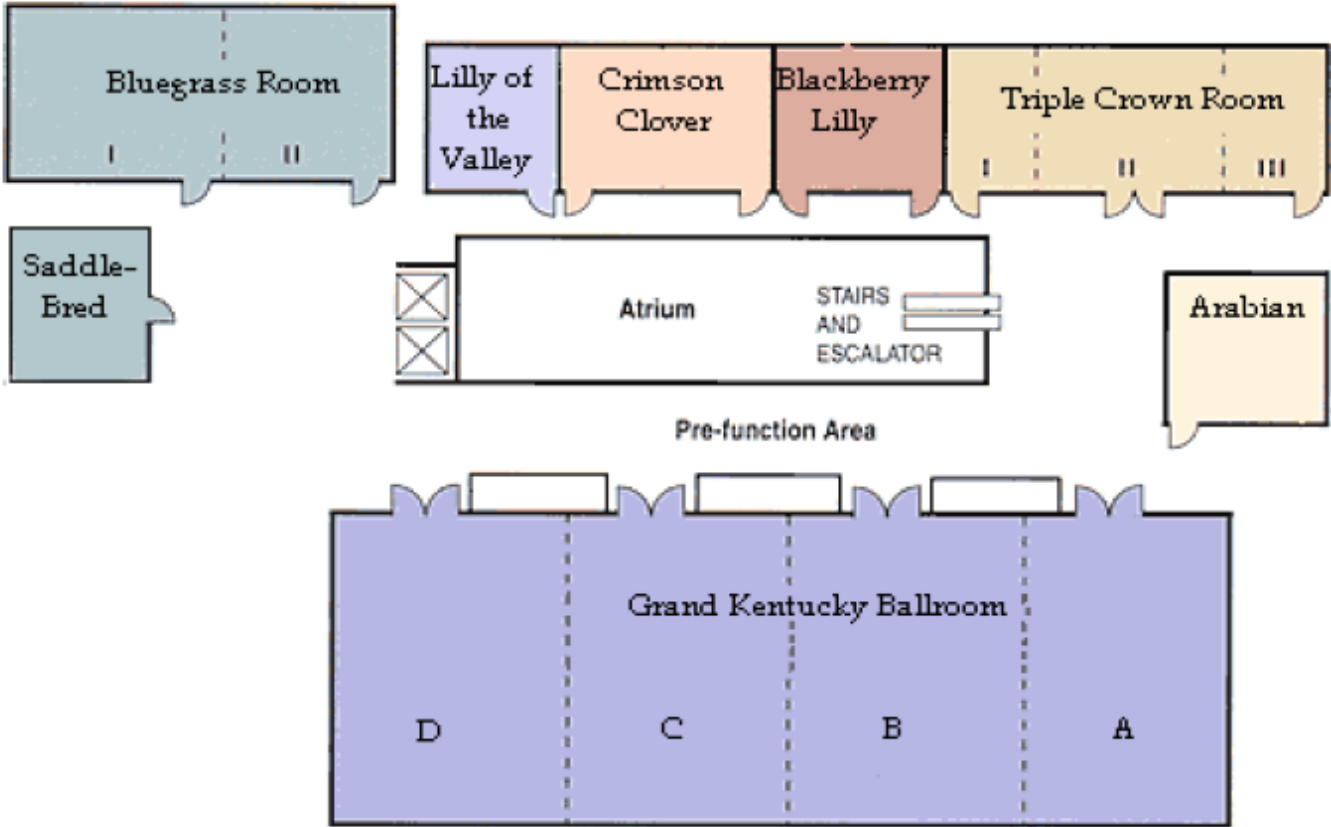 Bluegrass Room
I
II
Lilly of
the
Valley
Crimson
Clover
Blackberry
Lilly
Triple Crown Room
I
II
III
Saddle-
Bred
Atrium
STAIRS
AND
ESCALATOR
Arabian
Pre-function Area
Grand Kentucky Ballroom
D
C
B
A